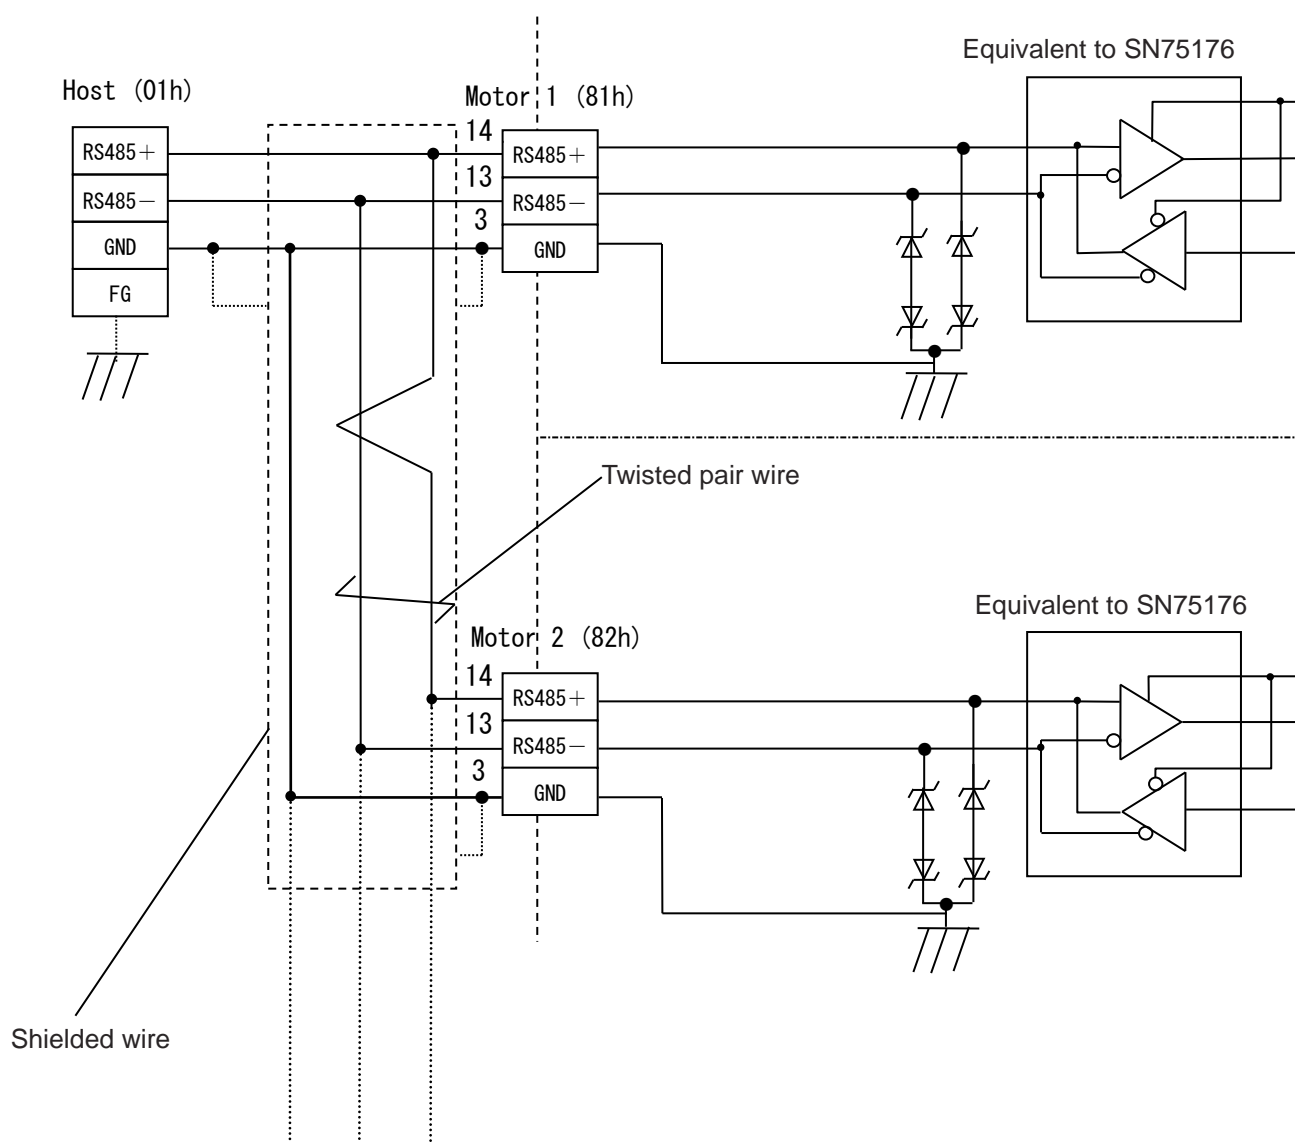 Equivalent to SN75176
Host (01h)
Motor 1 (81h)
RS485+
RS485−
GND
FG
14
13
3
RS485+
RS485−
GND
Twisted pair wire
Equivalent to SN75176
Motor 2 (82h)
14
13
3
RS485+
RS485−
GND
Shielded wire